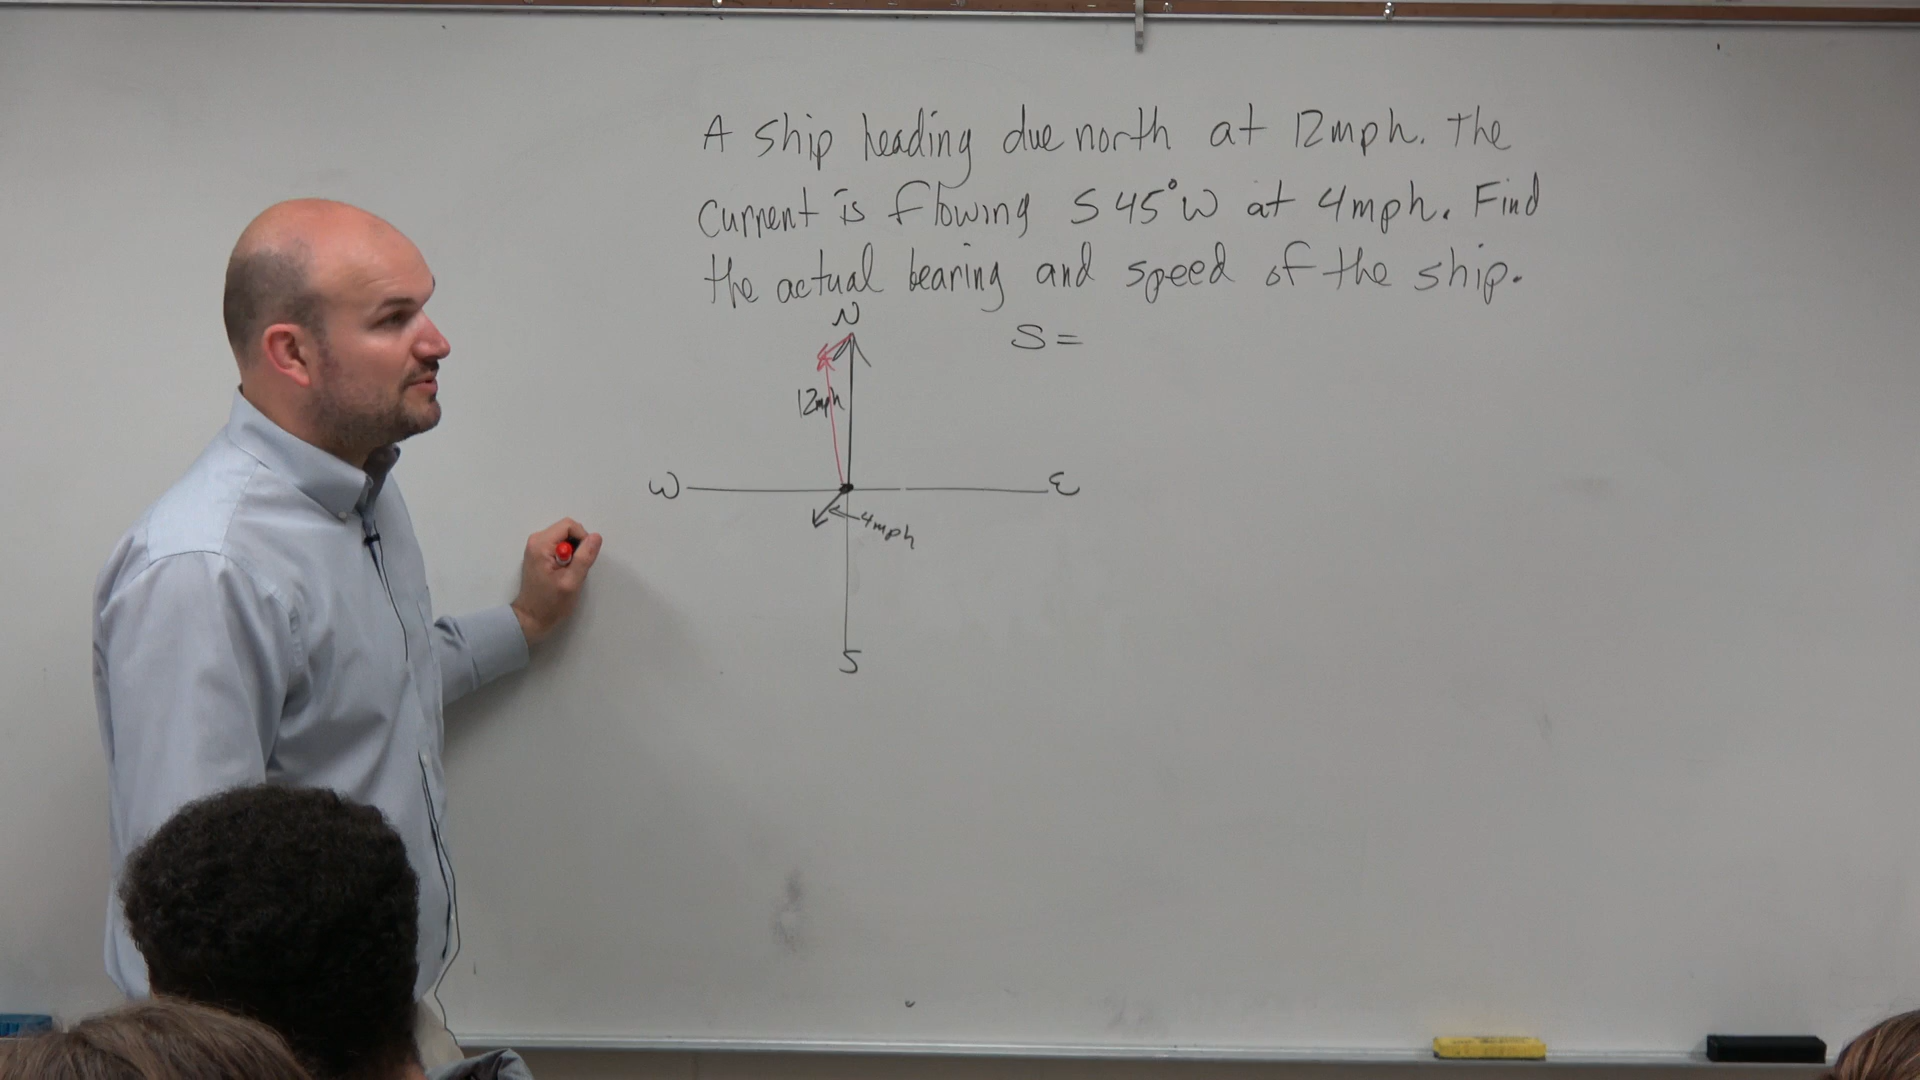 A ship heading due north at 12mph. The
current is flowing S 45° W at 4mph. Find
the actual bearing and speed of the ship.
N
S =
12mph
W
E
4mph
S